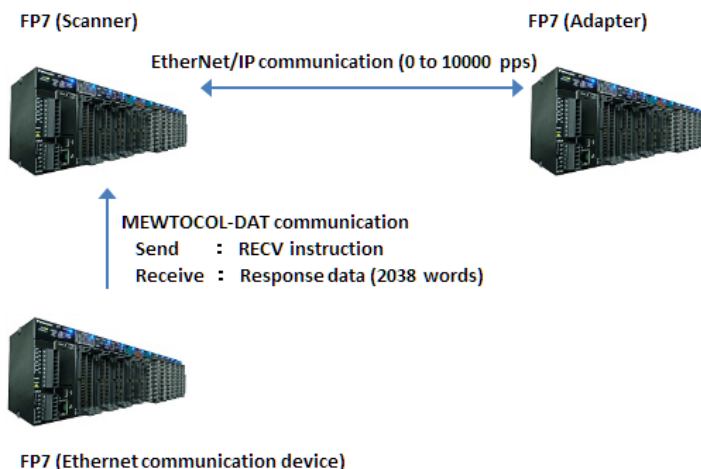 FP7 (Scanner)
FP7 (Adapter)
EtherNet/IP communication (0 to 10000 pps)
MEWTOCOL-DAT communication
Send : RECV instruction
Receive : Response data (2038 words)
FP7 (Ethernet communication device)